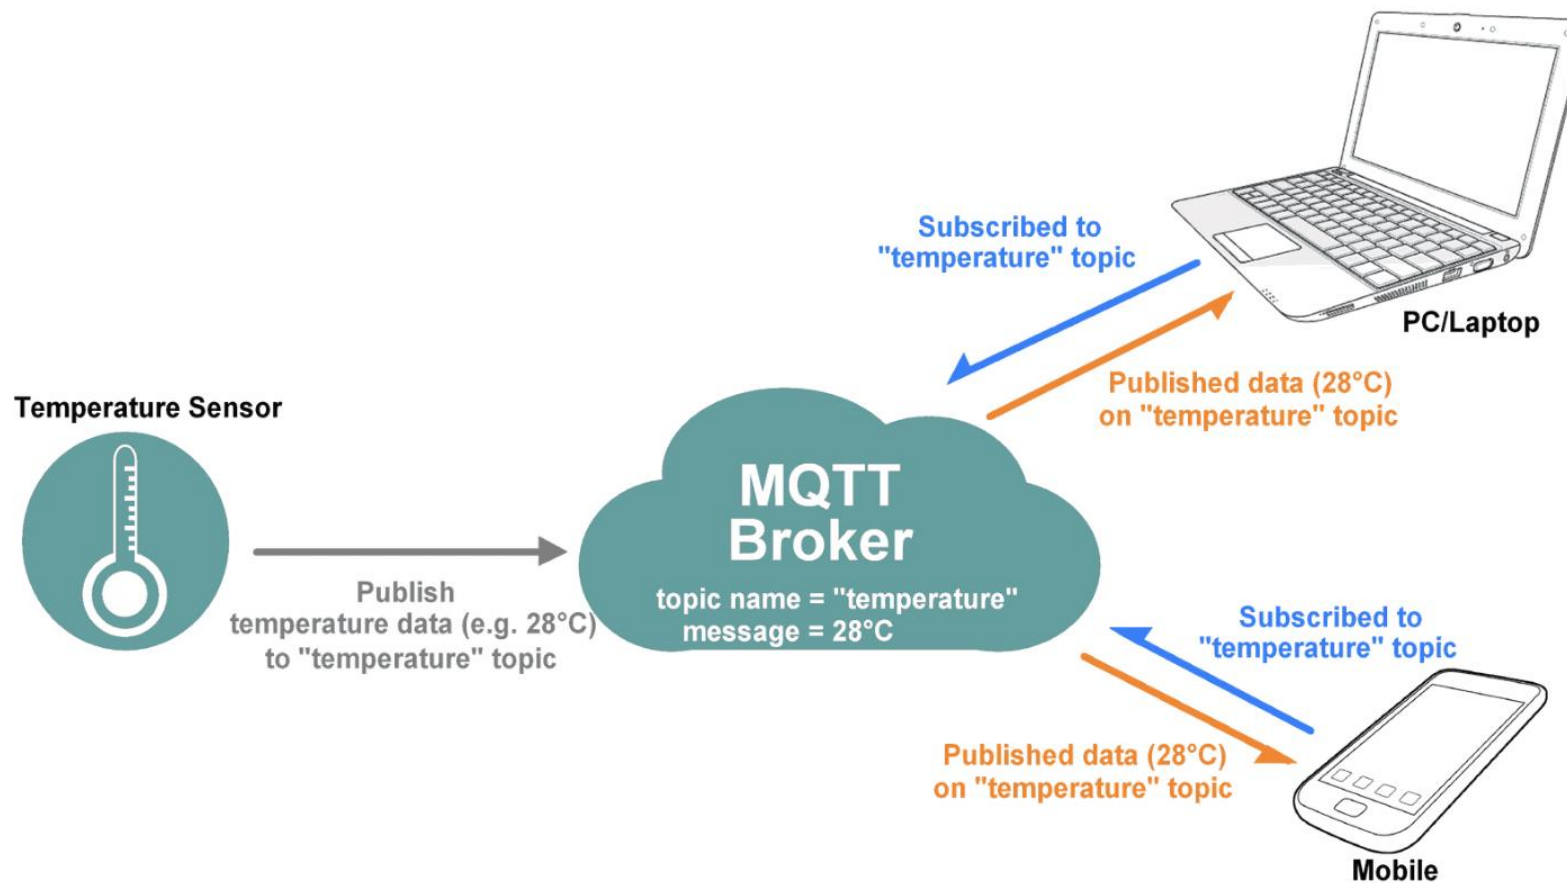 Subscribed to
"temperature" topic
PC/Laptop
Published data (28°C)
on "temperature" topic
Temperature Sensor
MQTT
Broker
topic name = "temperature"
message = 28°C
Publish
temperature data (e.g. 28°C)
to "temperature" topic
Subscribed to
"temperature" topic
Published data (28°C)
on "temperature" topic
Mobile